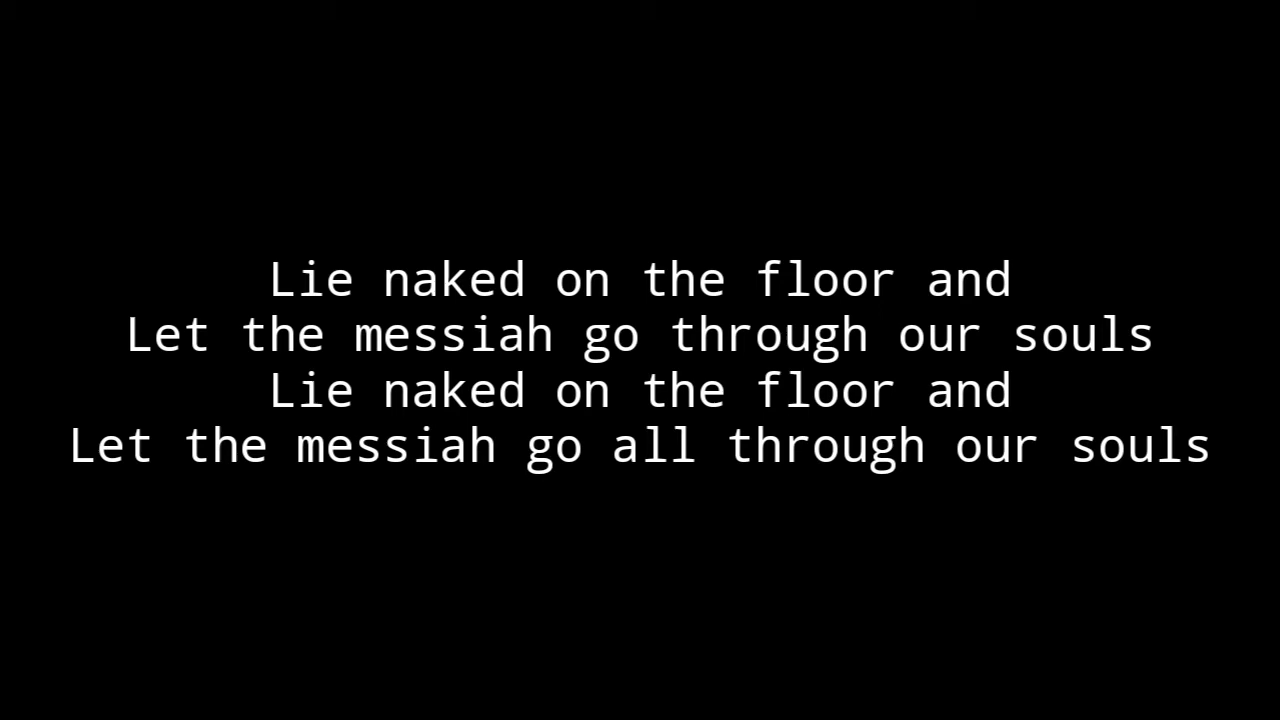 Lie naked on the floor and
Let the messiah go through our souls
Lie naked on the floor and
Let the messiah go all through our souls